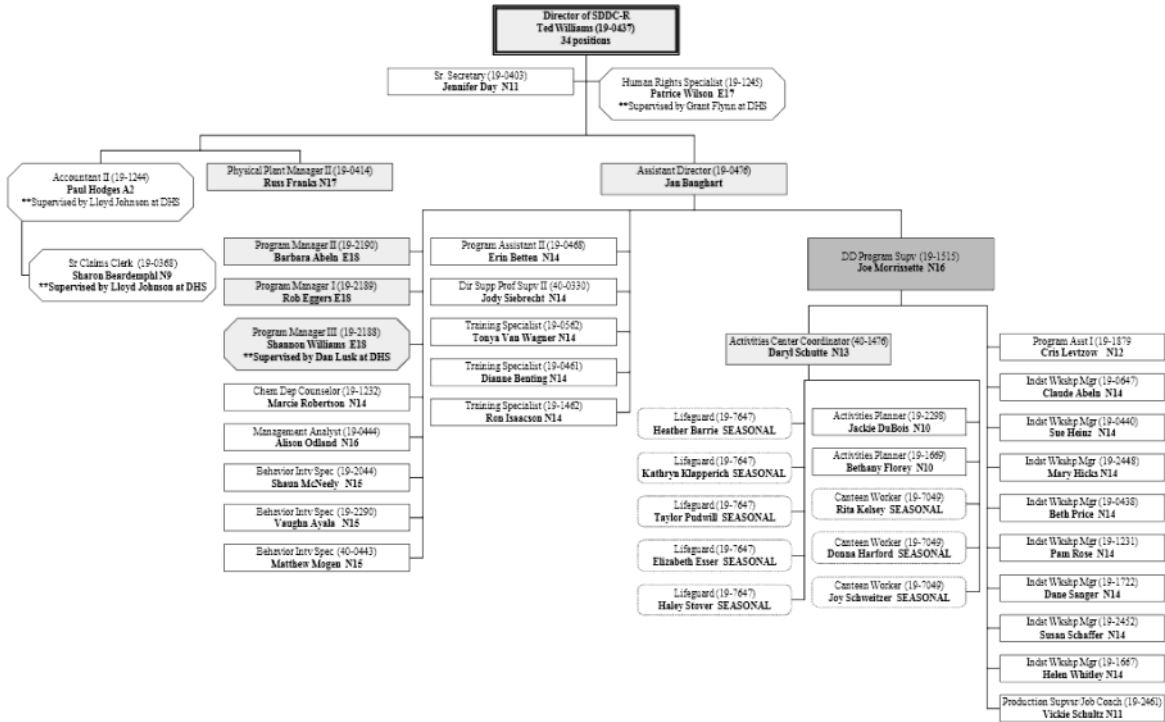 Director of SDDC-R
Ted Williams (19-0437)
34 positions
Sr. Secretary (19-0403)
Jennifer Day N11
Human Rights Specialist (19-1245)
Patrice Wilson E17
**Supervised by Grant Flynn at DHS
Accountant II (19-1244)
Paul Hodges A2
**Supervised by Lloyd Johnson at DHS
Physical Plant Manager II (19-0414)
Russ Franks N17
Assistant Director (19-0476)
Jan Banghart
Sr Claims Clerk (19-0368)
Sharon Beardemphl N9
**Supervised by Lloyd Johnson at DHS
Program Manager II (19-2190)
Barbara Abeln E18
Program Manager I (19-2189)
Rob Eggers E18
Program Manager III (19-2188)
Shannon Williams E18
**Supervised by Dan Lusk at DHS
Chem Dep Counselor (19-1232)
Marcie Robertson N14
Management Analyst (19-0444)
Alison Odland N16
Behavior Intv Spec (19-2044)
Shaun McNeely N15
Behavior Intv Spec (19-2290)
Vaughn Ayala N15
Behavior Intv Spec (40-0443)
Matthew Mogen N15
Program Assistant II (19-0468)
Erin Betten N14
Dir Supp Prof Supv II (40-0330)
Jody Siebrecht N14
Training Specialist (19-0562)
Tonya Van Wagner N14
Training Specialist (19-0461)
Dianne Benting N14
Training Specialist (19-1462)
Ron Isaacson N14
DD Program Supv (19-1515)
Joe Morrissette N16
Activities Center Coordinator (40-1476)
Daryl Schutte N13
Lifeguard (19-7647)
Heather Barrie SEASONAL
Lifeguard (19-7647)
Kathryn Klapperich SEASONAL
Lifeguard (19-7647)
Taylor Pudwill SEASONAL
Lifeguard (19-7647)
Elizabeth Esser SEASONAL
Lifeguard (19-7647)
Haley Stover SEASONAL
Activities Planner (19-2298)
Jackie DuBois N10
Activities Planner (19-1669)
Bethany Florey N10
Canteen Worker (19-7049)
Rita Kelsey SEASONAL
Canteen Worker (19-7049)
Donna Harford SEASONAL
Canteen Worker (19-7049)
Joy Schweitzer SEASONAL
Program Asst I (19-1879
Cris Levtzow N12
Indst Wkshp Mgr (19-0647)
Claude Abeln N14
Indst Wkshp Mgr (19-0440)
Sue Heinz N14
Indst Wkshp Mgr (19-2448)
Mary Hicks N14
Indst Wkshp Mgr (19-0438)
Beth Price N14
Indst Wkshp Mgr (19-1231)
Pam Rose N14
Indst Wkshp Mgr (19-1722)
Dane Sanger N14
Indst Wkshp Mgr (19-2452)
Susan Schaffer N14
Indst Wkshp Mgr (19-1667)
Helen Whitley N14
Production Supvsr/Job Coach (19-2461)
Vickie Schultz N11